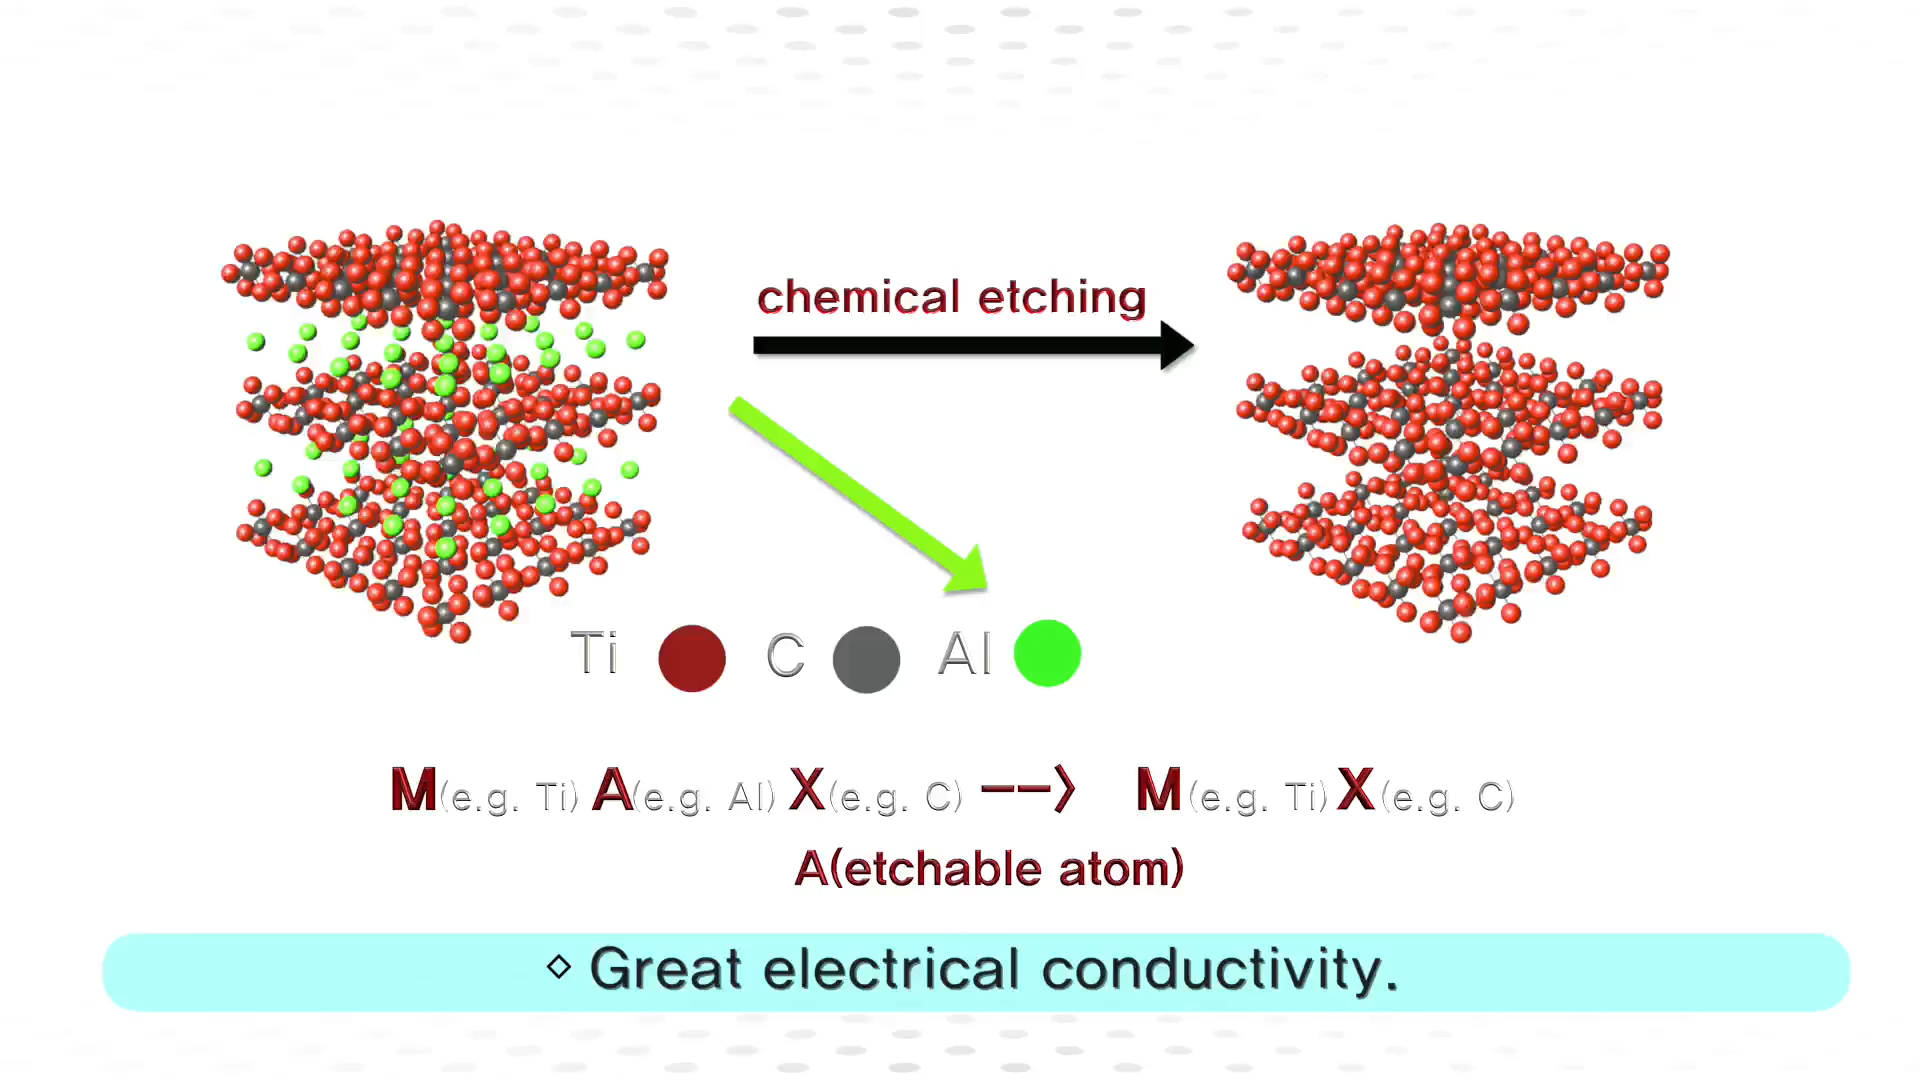 chemical etching
Ti C Al
M(e.g. Ti) A(e.g. Al) X(e.g. C) --> M(e.g. Ti) X(e.g. C)
A(etchable atom)
◇ Great electrical conductivity.